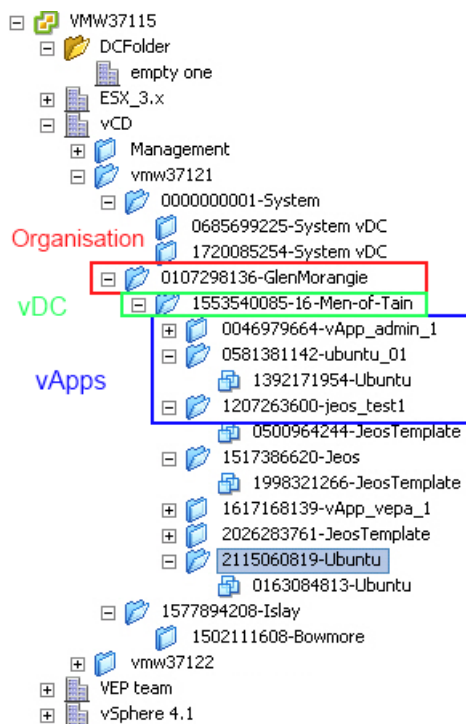 VMW37115
DCFolder
empty one
ESX_3.x
vCD
Management
vmw37121
0000000001-System
0685699225-System vDC
Organisation
1720085254-System vDC
0107298136-GlenMorangie
vDC
1553540085-16-Men-of-Tain
0046979664-vApp_admin_1
0581381142-ubuntu_01
vApps
1392171954-Ubuntu
1207263600-jeos_test1
0500964244-JeosTemplate
1517386620-Jeos
1998321266-JeosTemplate
1617168139-vApp_vepa_1
2026283761-JeosTemplate
2115060819-Ubuntu
0163084813-Ubuntu
1577894208-Islay
1502111608-Bowmore
vmw37122
VEP team
vSphere 4.1